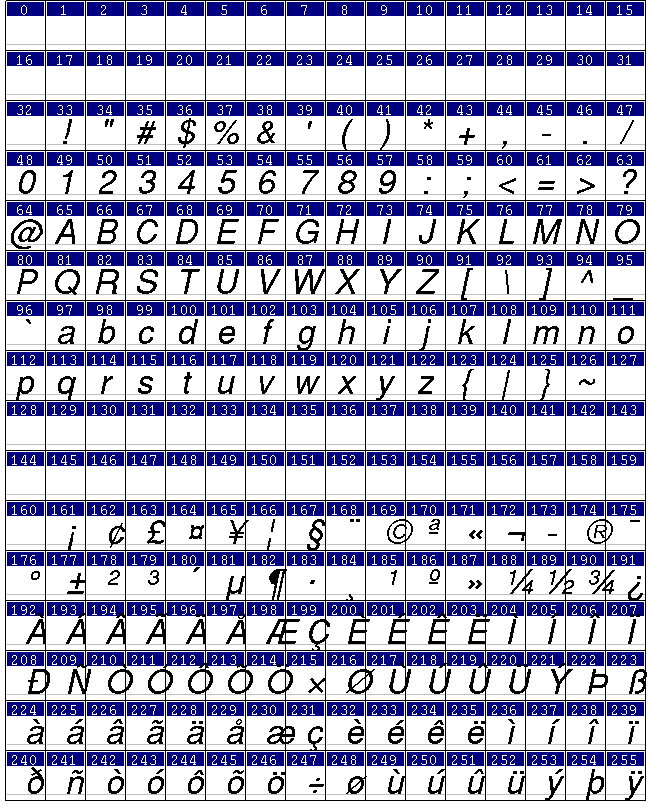 0 1 2 3 4 5 6 7 8 9 10 11 12 13 14 15
16 17 18 19 20 21 22 23 24 25 26 27 28 29 30 31
32 33 34 35 36 37 38 39 40 41 42 43 44 45 46 47
! " # $ % & ' ( ) * + , - . /
48 49 50 51 52 53 54 55 56 57 58 59 60 61 62 63
0 1 2 3 4 5 6 7 8 9 : ; < = > ?
64 65 66 67 68 69 70 71 72 73 74 75 76 77 78 79
@ A B C D E F G H I J K L M N O
80 81 82 83 84 85 86 87 88 89 90 91 92 93 94 95
P Q R S T U V W X Y Z [ \ ] ^ _
96 97 98 99 100 101 102 103 104 105 106 107 108 109 110 111
` a b c d e f g h i j k l m n o
112 113 114 115 116 117 118 119 120 121 122 123 124 125 126 127
p q r s t u v w x y z { | } ~
128 129 130 131 132 133 134 135 136 137 138 139 140 141 142 143
144 145 146 147 148 149 150 151 152 153 154 155 156 157 158 159
160 161 162 163 164 165 166 167 168 169 170 171 172 173 174 175
¡ ¢ £ ¤ ¥ ¦ § ¨ © ª « ¬ - ® ¯
176 177 178 179 180 181 182 183 184 185 186 187 188 189 190 191
° ± ² ³ ´ µ ¶ · ¸ ¹ º » ¼ ½ ¾ ¿
192 193 194 195 196 197 198 199 200 201 202 203 204 205 206 207
À Á Â Ã Ä Å Æ Ç È É Ê Ë Ì Í Î Ï
208 209 210 211 212 213 214 215 216 217 218 219 220 221 222 223
Ð Ñ Ò Ó Ô Õ Ö × Ø Ù Ú Û Ü Ý Þ ß
224 225 226 227 228 229 230 231 232 233 234 235 236 237 238 239
à á â ã ä å æ ç è é ê ë ì í î ï
240 241 242 243 244 245 246 247 248 249 250 251 252 253 254 255
ð ñ ò ó ô õ ö ÷ ø ù ú û ü ý þ ÿ